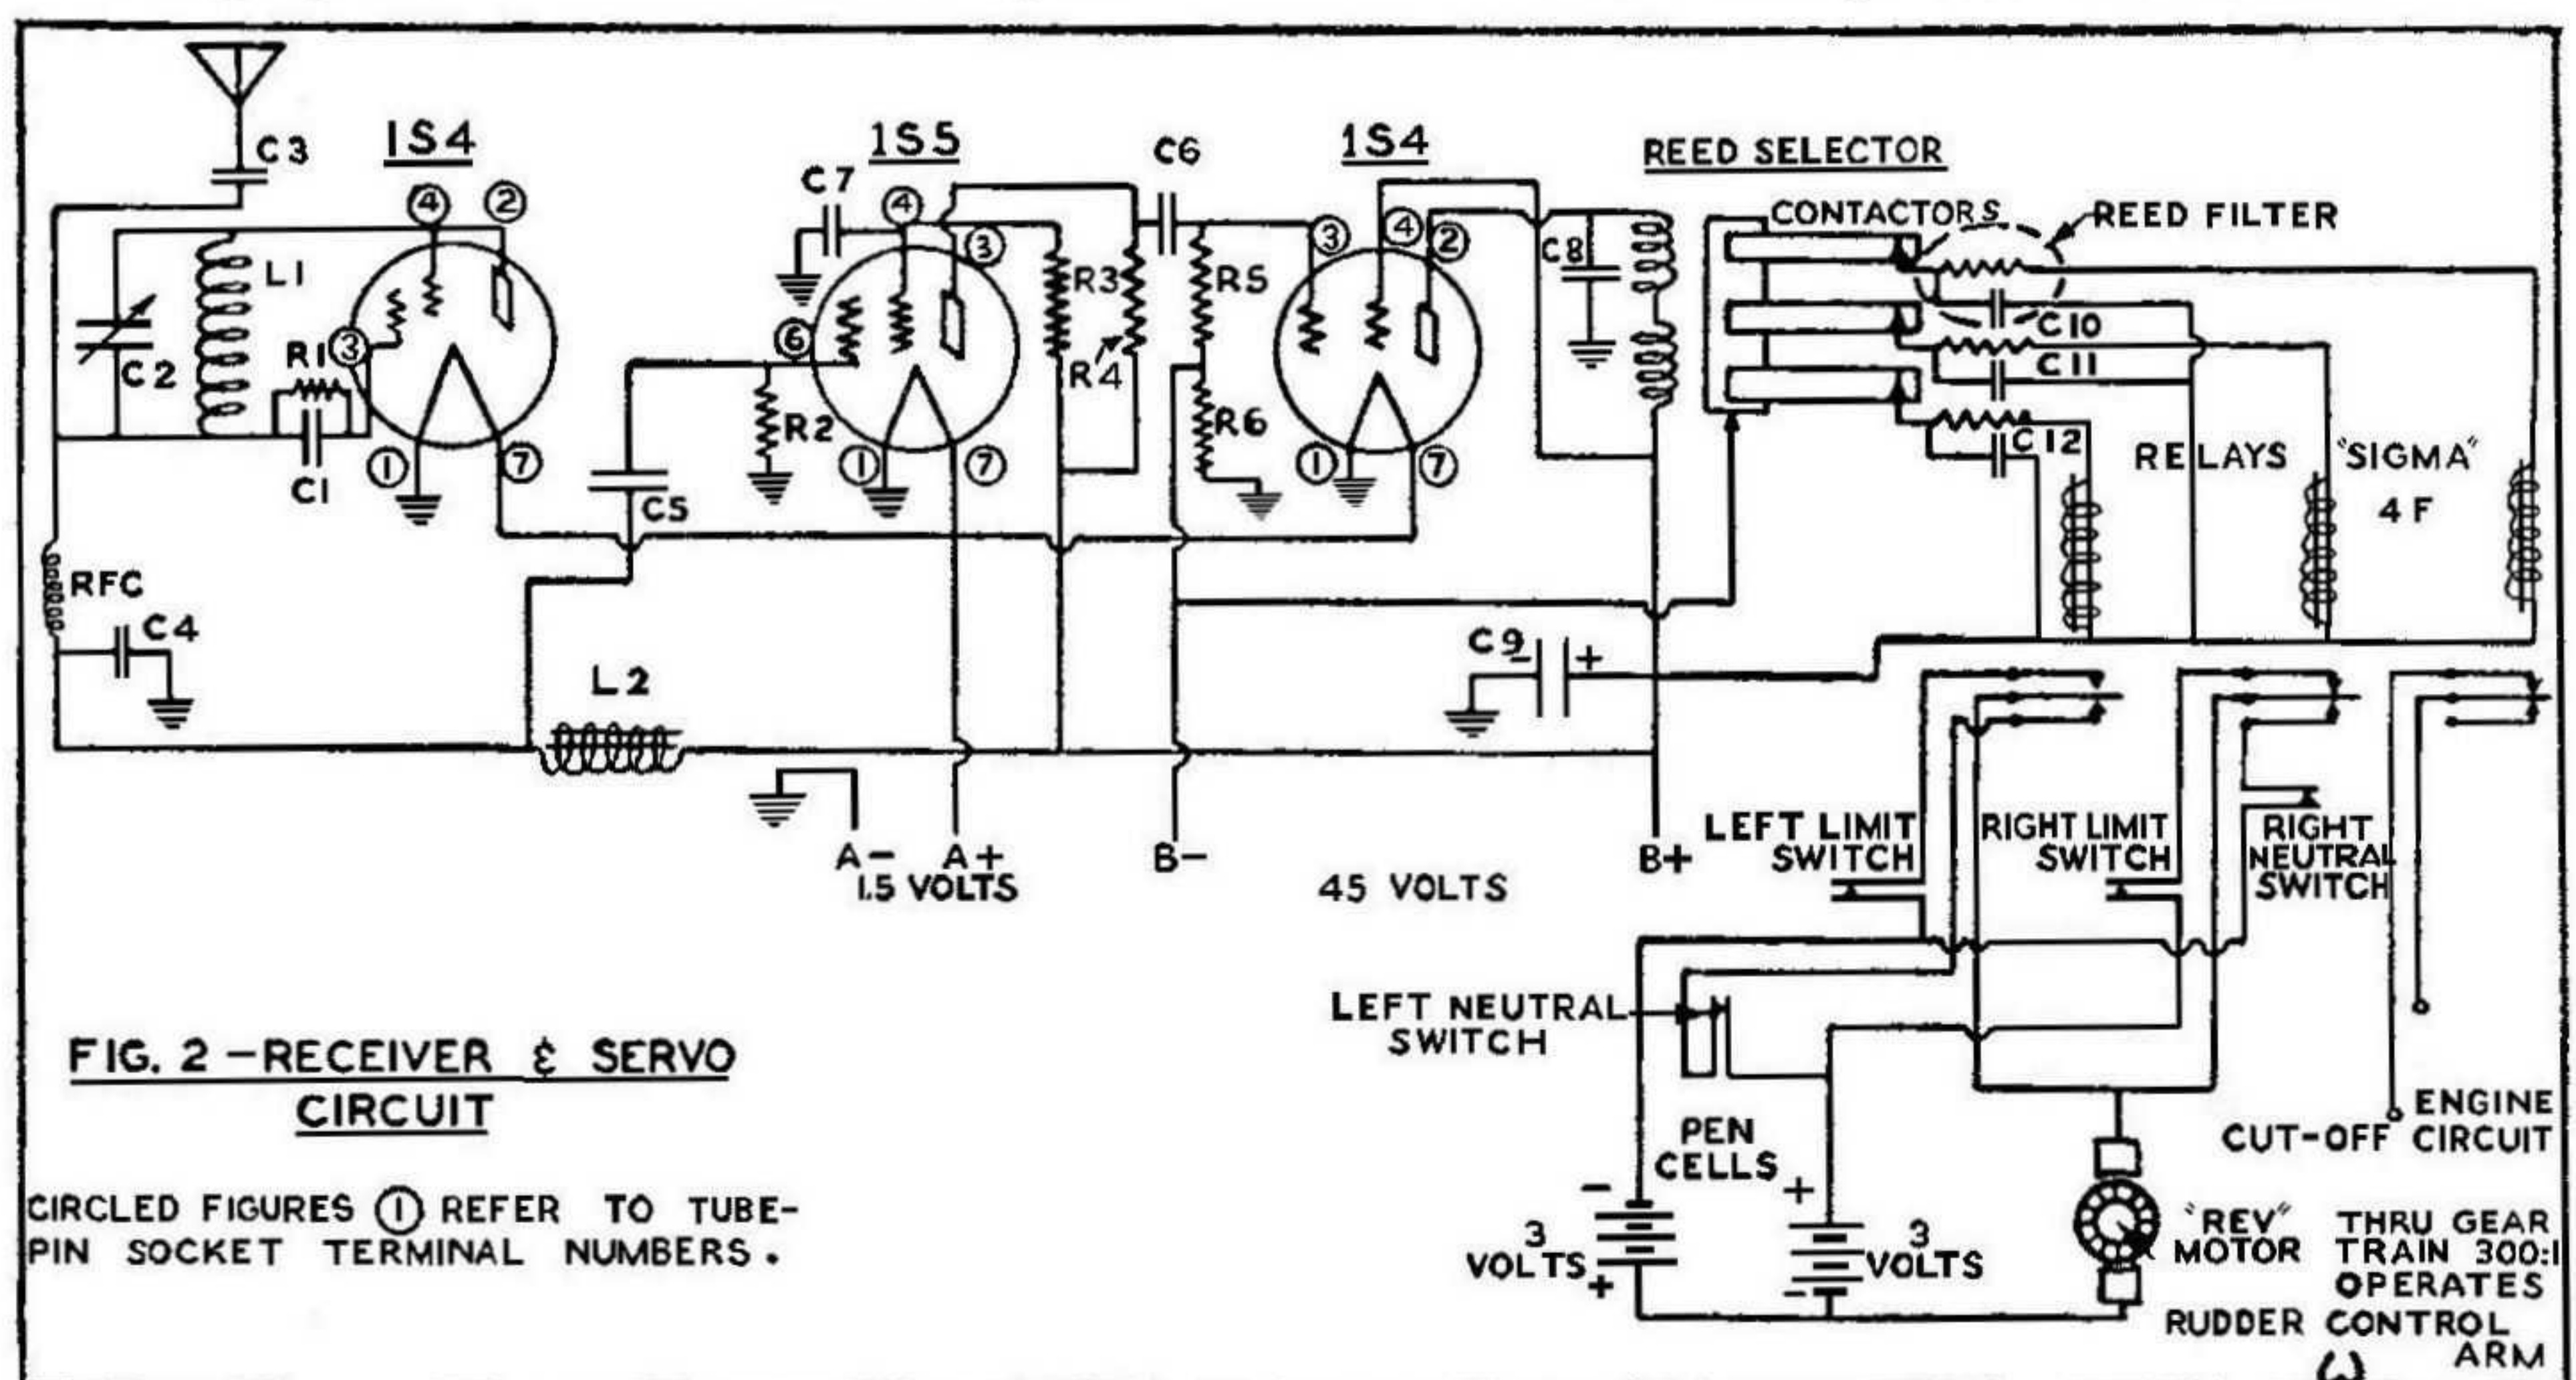 C3
1S4
4
2
L1
C2
R1
3
C1
1
7
RFC
C4
L2
1S5
C7
4
3
6
R2
C5
1
7
R3
R4
C6
R5
R6
1S4
3
4
2
1
7
C8
C9
-
+
A-
A+
1.5 VOLTS
B-
45 VOLTS
B+
REED SELECTOR
CONTACTORS
REED FILTER
C10
C11
C12
RELAYS
"SIGMA"
4F
LEFT LIMIT
SWITCH
RIGHT LIMIT
SWITCH
RIGHT
NEUTRAL
SWITCH
LEFT NEUTRAL
SWITCH
PEN
CELLS
-
3
VOLTS
+
+
3
VOLTS
-
ENGINE
CUT-OFF CIRCUIT
"REV"
MOTOR
THRU GEAR
TRAIN 300:1
OPERATES
RUDDER CONTROL
ARM
FIG. 2 - RECEIVER & SERVO
CIRCUIT
CIRCLED FIGURES 1 REFER TO TUBE-
PIN SOCKET TERMINAL NUMBERS.